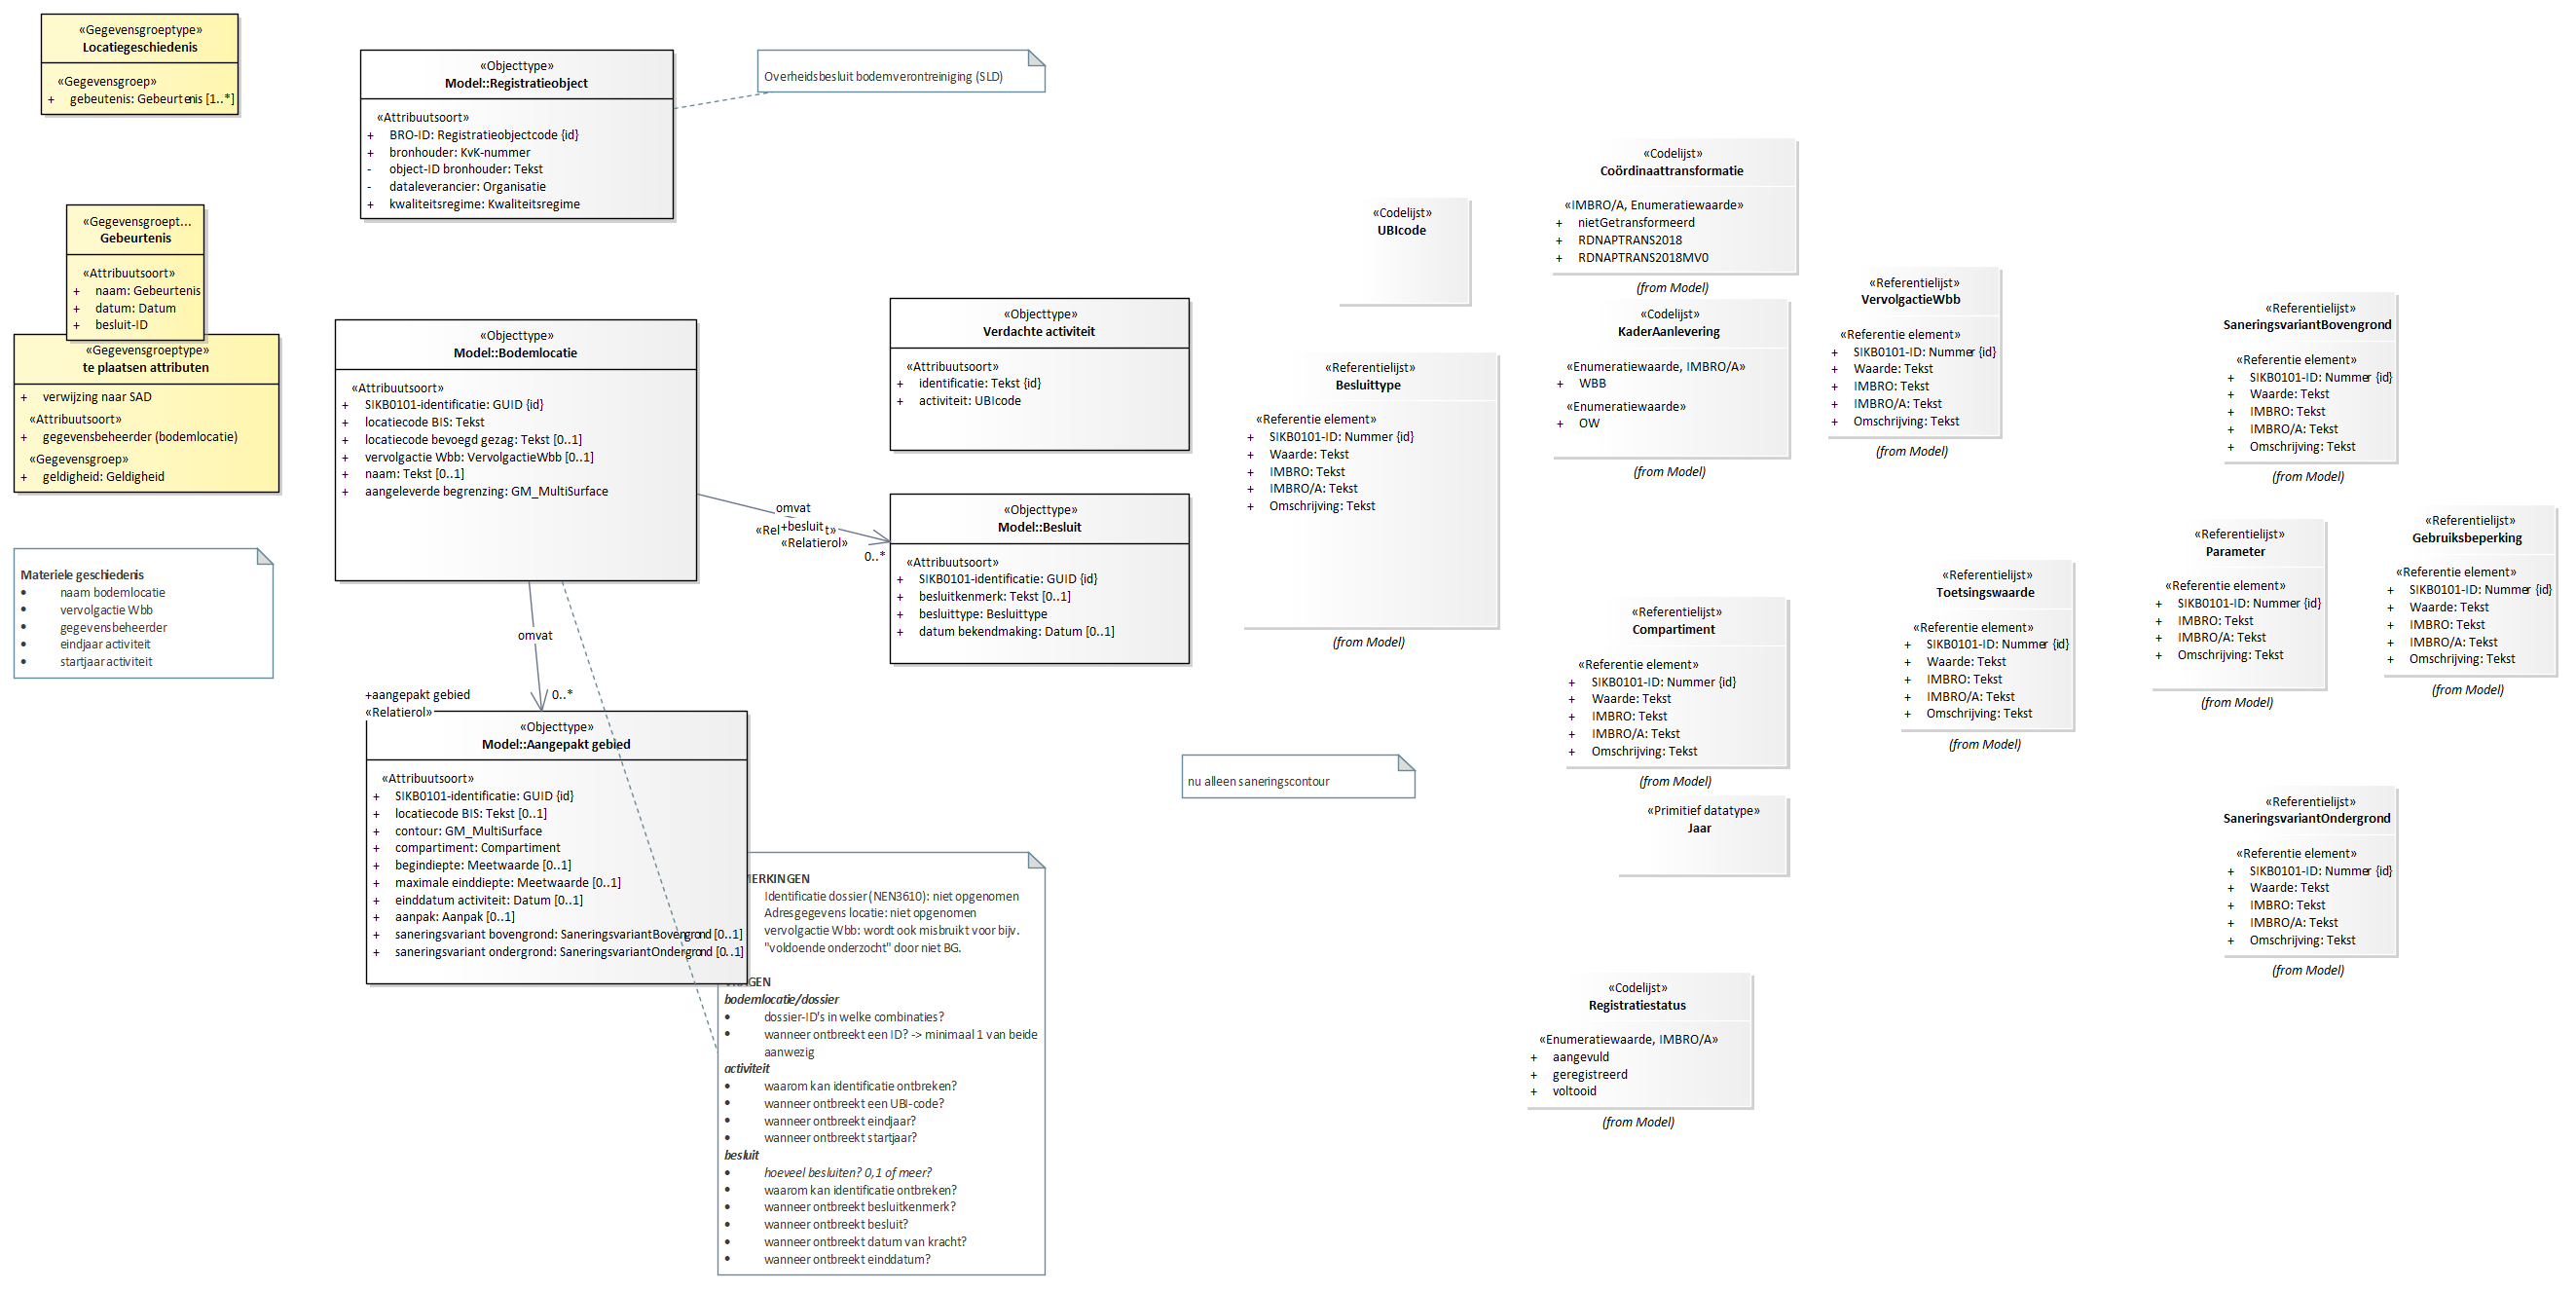 «Gegevensgroeptype»
Locatiegeschiedenis
«Gegevensgroep»
+ gebeutenis: Gebeurtenis [1..*]
«Gegevensgroept...
Gebeurtenis
«Attribuutsoort»
+ naam: Gebeurtenis
+ datum: Datum
+ besluit-ID
«Gegevensgroeptype»
te plaatsen attributen
+ verwijzing naar SAD
«Attribuutsoort»
+ gegevensbeheerder (bodemlocatie)
«Gegevensgroep»
+ geldigheid: Geldigheid
Materiele geschiedenis
• naam bodemlocatie
• vervolgactie Wbb
• gegevensbeheerder
• eindjaar activiteit
• startjaar activiteit
«Objecttype»
Model::Registratieobject
«Attribuutsoort»
+ BRO-ID: Registratieobjectcode {id}
+ bronhouder: KvK-nummer
- object-ID bronhouder: Tekst
- dataleverancier: Organisatie
+ kwaliteitsregime: Kwaliteitsregime
Overheidsbesluit bodemverontreiniging (SLD)
«Objecttype»
Model::Bodemlocatie
«Attribuutsoort»
+ SIKB0101-identificatie: GUID {id}
+ locatiecode BIS: Tekst
+ locatiecode bevoegd gezag: Tekst [0..1]
+ vervolgactie Wbb: VervolgactieWbb [0..1]
+ naam: Tekst [0..1]
+ aangeleverde begrenzing: GM_MultiSurface
omvat
+besluit
«Rel t»
«Relatierol»
0..*
«Objecttype»
Verdachte activiteit
«Attribuutsoort»
+ identificatie: Tekst {id}
+ activiteit: UBIcode
«Objecttype»
Model::Besluit
«Attribuutsoort»
+ SIKB0101-identificatie: GUID {id}
+ besluitkenmerk: Tekst [0..1]
+ besluittype: Besluittype
+ datum bekendmaking: Datum [0..1]
omvat
+aangepakt gebied
0..*
«Relatierol»
«Objecttype»
Model::Aangepakt gebied
«Attribuutsoort»
+ SIKB0101-identificatie: GUID {id}
+ locatiecode BIS: Tekst [0..1]
+ contour: GM_MultiSurface
+ compartiment: Compartiment
+ begindiepte: Meetwaarde [0..1]
+ maximale einddiepte: Meetwaarde [0..1]
+ einddatum activiteit: Datum [0..1]
+ aanpak: Aanpak [0..1]
+ saneringsvariant bovengrond: SaneringsvariantBovengrond [0..1]
+ saneringsvariant ondergrond: SaneringsvariantOndergrond [0..1]
MERKINGEN
Identificatie dossier (NEN3610): niet opgenomen
Adresgegevens locatie: niet opgenomen
vervolgactie Wbb: wordt ook misbruikt voor bijv.
"voldoende onderzocht" door niet BG.
VRAGEN
bodemlocatie/dossier
• dossier-ID's in welke combinaties?
• wanneer ontbreekt een ID? -> minimaal 1 van beide
aanwezig
activiteit
• waarom kan identificatie ontbreken?
• wanneer ontbreekt een UBI-code?
• wanneer ontbreekt eindjaar?
• wanneer ontbreekt startjaar?
besluit
• hoeveel besluiten? 0,1 of meer?
• waarom kan identificatie ontbreken?
• wanneer ontbreekt besluitkenmerk?
• wanneer ontbreekt besluit?
• wanneer ontbreekt datum van kracht?
• wanneer ontbreekt einddatum?
nu alleen saneringscontour
«Codelijst»
UBIcode
«Referentielijst»
Besluittype
«Referentie element»
+ SIKB0101-ID: Nummer {id}
+ Waarde: Tekst
+ IMBRO: Tekst
+ IMBRO/A: Tekst
+ Omschrijving: Tekst
(from Model)
«Codelijst»
Coördinaattransformatie
«IMBRO/A, Enumeratiewaarde»
+ nietGetransformeerd
+ RDNAPTRANS2018
+ RDNAPTRANS2018MV0
(from Model)
«Codelijst»
KaderAanlevering
«Enumeratiewaarde, IMBRO/A»
+ WBB
«Enumeratiewaarde»
+ OW
(from Model)
«Referentielijst»
VervolgactieWbb
«Referentie element»
+ SIKB0101-ID: Nummer {id}
+ Waarde: Tekst
+ IMBRO: Tekst
+ IMBRO/A: Tekst
+ Omschrijving: Tekst
(from Model)
«Referentielijst»
SaneringsvariantBovengrond
«Referentie element»
+ SIKB0101-ID: Nummer {id}
+ Waarde: Tekst
+ IMBRO: Tekst
+ IMBRO/A: Tekst
+ Omschrijving: Tekst
(from Model)
«Referentielijst»
Compartiment
«Referentie element»
+ SIKB0101-ID: Nummer {id}
+ Waarde: Tekst
+ IMBRO: Tekst
+ IMBRO/A: Tekst
+ Omschrijving: Tekst
(from Model)
«Referentielijst»
Toetsingswaarde
«Referentie element»
+ SIKB0101-ID: Nummer {id}
+ Waarde: Tekst
+ IMBRO: Tekst
+ IMBRO/A: Tekst
+ Omschrijving: Tekst
(from Model)
«Referentielijst»
Parameter
«Referentie element»
+ SIKB0101-ID: Nummer {id}
+ IMBRO: Tekst
+ IMBRO/A: Tekst
+ Omschrijving: Tekst
(from Model)
«Referentielijst»
Gebruiksbeperking
«Referentie element»
+ SIKB0101-ID: Nummer {id}
+ Waarde: Tekst
+ IMBRO: Tekst
+ IMBRO/A: Tekst
+ Omschrijving: Tekst
(from Model)
«Primitief datatype»
Jaar
«Referentielijst»
SaneringsvariantOndergrond
«Referentie element»
+ SIKB0101-ID: Nummer {id}
+ Waarde: Tekst
+ IMBRO: Tekst
+ IMBRO/A: Tekst
+ Omschrijving: Tekst
(from Model)
«Codelijst»
Registratiestatus
«Enumeratiewaarde, IMBRO/A»
+ aangevuld
+ geregistreerd
+ voltooid
(from Model)